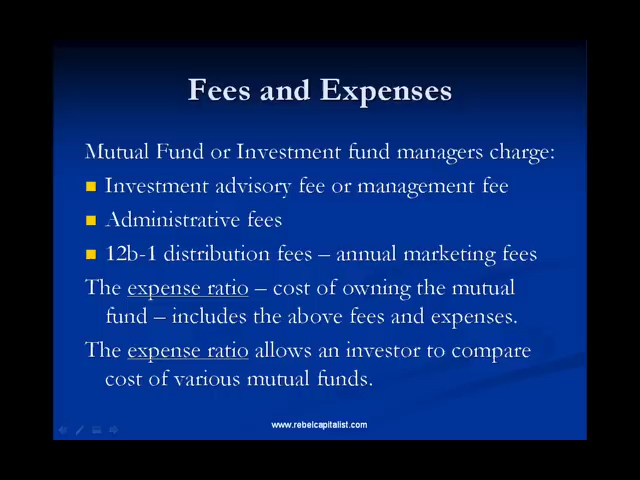 Fees and Expenses
Mutual Fund or Investment fund managers charge:
Investment advisory fee or management fee
Administrative fees
12b-1 distribution fees – annual marketing fees
The expense ratio – cost of owning the mutual
fund – includes the above fees and expenses.
The expense ratio allows an investor to compare
cost of various mutual funds.
www.rebelcapitalist.com